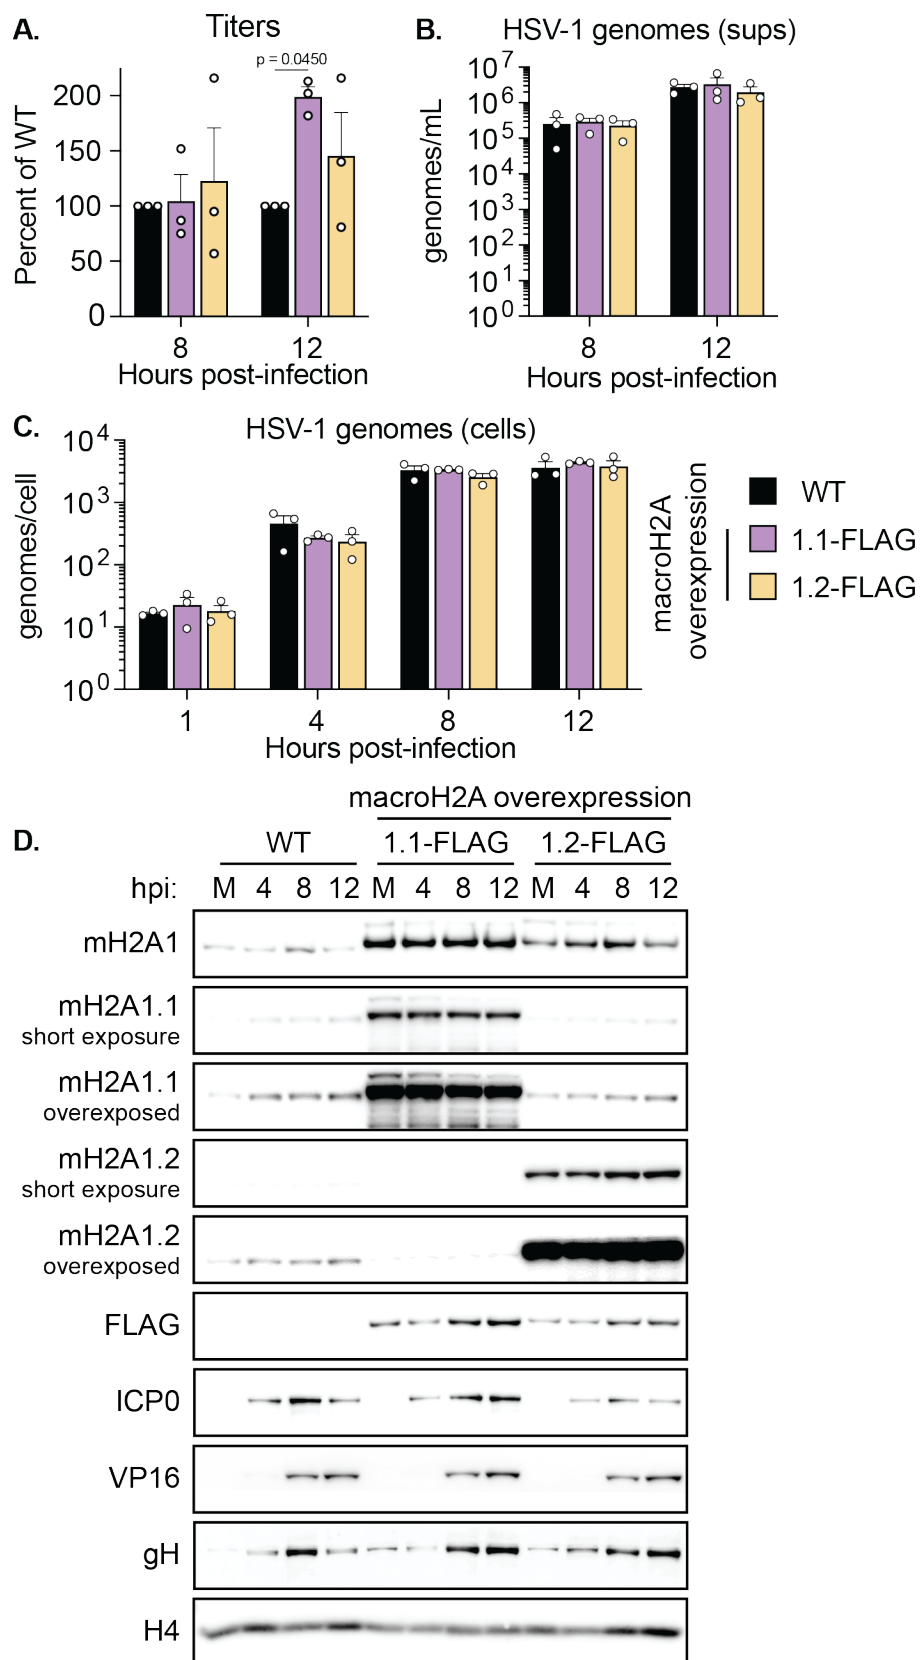 A.
Titers
p = 0.0450
Percent of WT
200
150
100
50
0
8
12
Hours post-infection
B.
HSV-1 genomes (sups)
genomes/mL
10^7
10^6
10^5
10^4
10^3
10^2
10^1
10^0
8
12
Hours post-infection
C.
HSV-1 genomes (cells)
genomes/cell
10^4
10^3
10^2
10^1
10^0
1
4
8
12
Hours post-infection
macroH2A
overexpression
WT
1.1-FLAG
1.2-FLAG
D.
macroH2A overexpression
WT 1.1-FLAG 1.2-FLAG
hpi: M 4 8 12 M 4 8 12 M 4 8 12
mH2A1
mH2A1.1
short exposure
mH2A1.1
overexposed
mH2A1.2
short exposure
mH2A1.2
overexposed
FLAG
ICP0
VP16
gH
H4